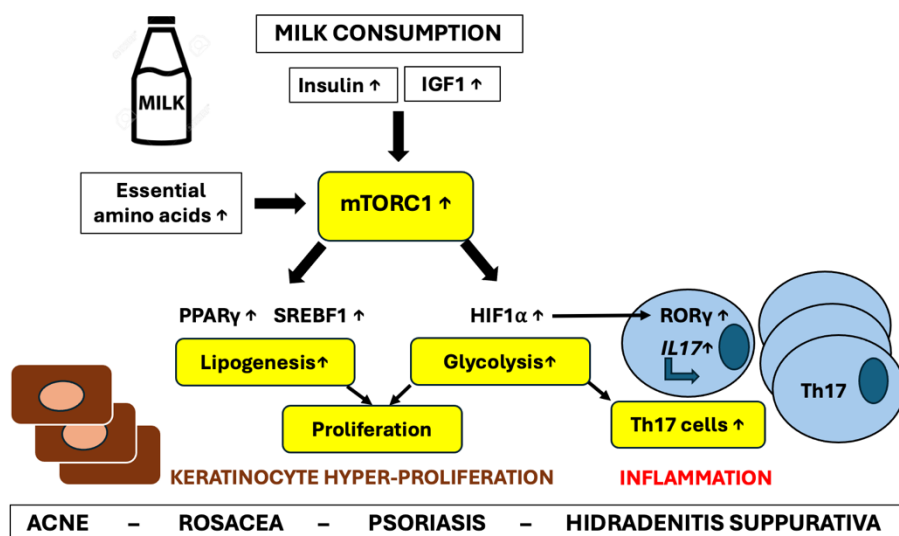 MILK CONSUMPTION
MILK
Insulin ↑
IGF1 ↑
Essential
amino acids ↑
mTORC1 ↑
PPARγ ↑ SREBF1 ↑
HIF1α ↑
RORγ ↑
IL17↑
Th17
Lipogenesis↑
Glycolysis↑
Proliferation
Th17 cells ↑
KERATINOCYTE HYPER-PROLIFERATION
INFLAMMATION
ACNE – ROSACEA – PSORIASIS – HIDRADENITIS SUPPURATIVA